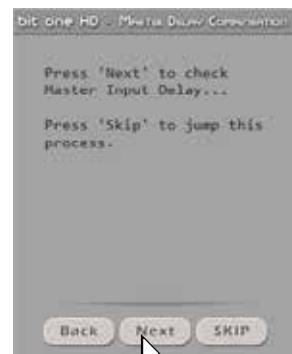 bit one HD - Master Delay Compensation
Press 'Next' to check
Master Input Delay...
Press 'Skip' to jump this
process.
Back Next SKIP